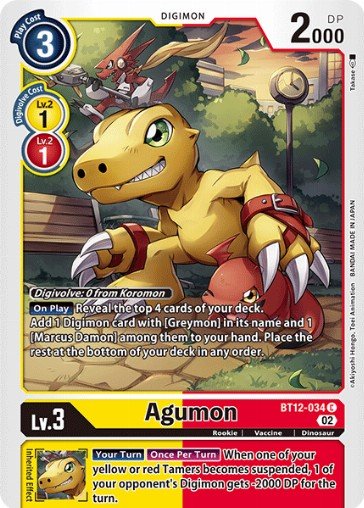 Play Cost
3
DIGIMON
DP
2000
Digivolve Cost
Lv.2
1
Lv.2
1
Takase
©Akiyoshi Hongo, Toei Animation BANDAI MADE IN JAPAN
Digivolve: 0 from Koromon
On Play Reveal the top 4 cards of your deck.
Add 1 Digimon card with [Greymon] in its name and 1
[Marcus Damon] among them to your hand. Place the
rest at the bottom of your deck in any order.
Lv.3
Agumon
BT12-034 C
02
Rookie | Vaccine | Dinosaur
Inherited Effect
Your Turn Once Per Turn When one of your
yellow or red Tamers becomes suspended, 1 of
your opponent's Digimon gets -2000 DP for
the turn.